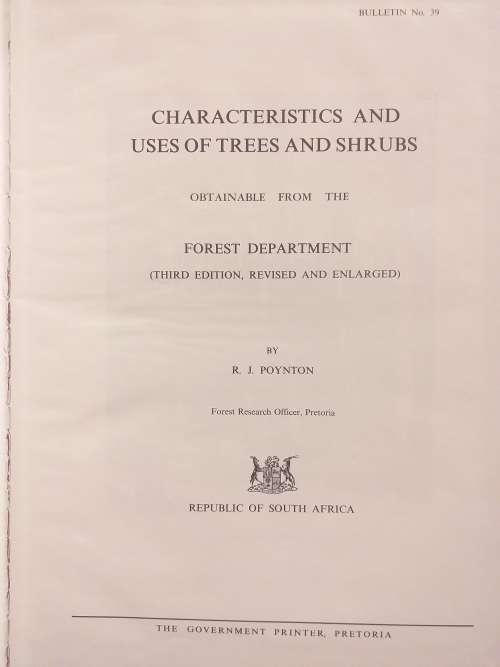 BULLETIN No. 39
CHARACTERISTICS AND
USES OF TREES AND SHRUBS
OBTAINABLE FROM THE
FOREST DEPARTMENT
(THIRD EDITION, REVISED AND ENLARGED)
BY
R. J. POYNTON
Forest Research Officer, Pretoria
REPUBLIC OF SOUTH AFRICA
THE GOVERNMENT PRINTER, PRETORIA